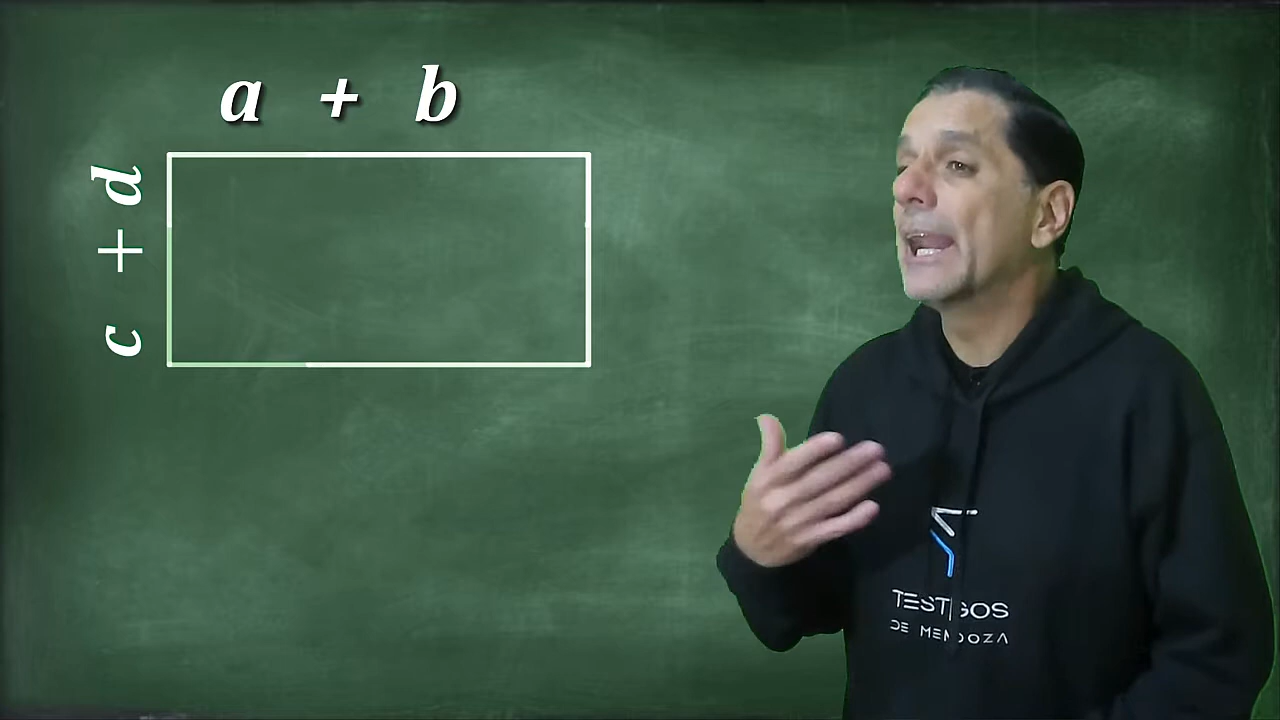 a + b
c + d
TESTIGOS
DE MENDOZA